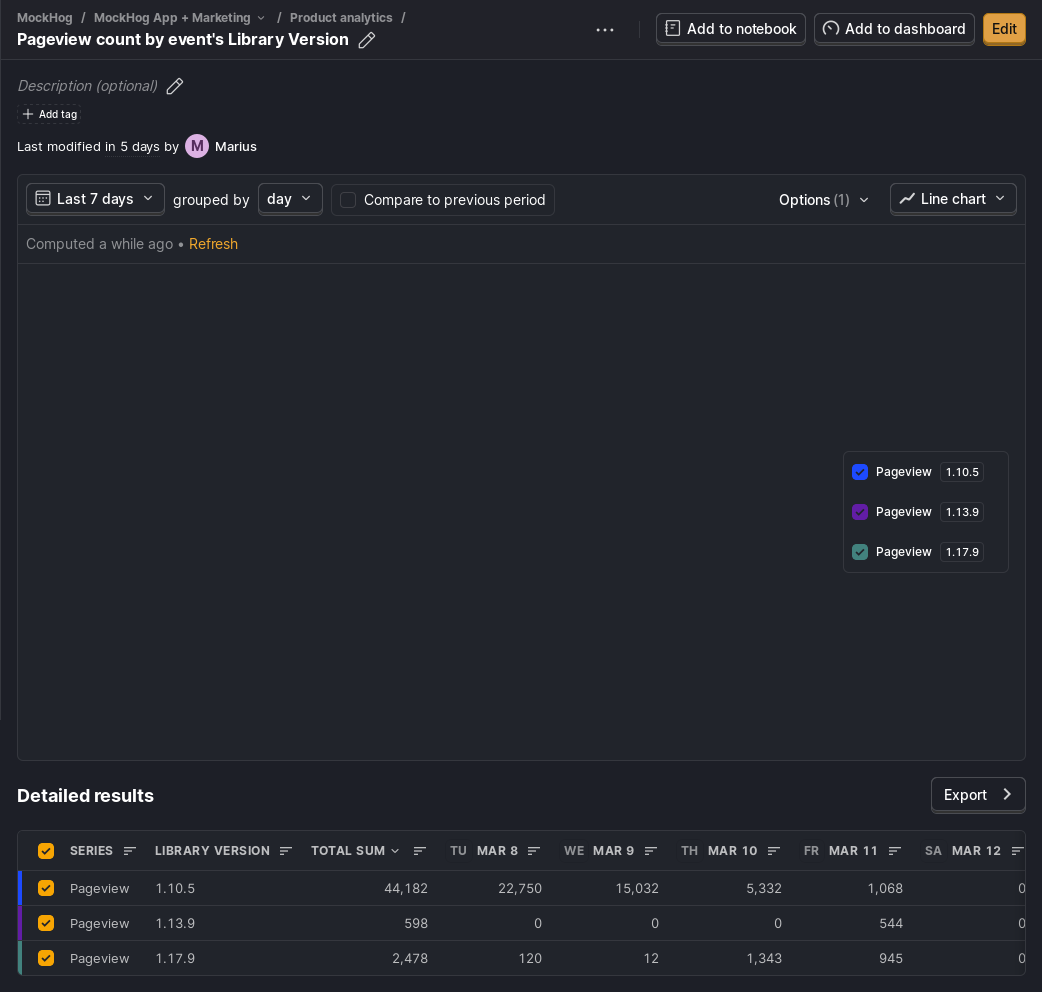 MockHog / MockHog App + Marketing / Product analytics /
Pageview count by event's Library Version
Add to notebook
Add to dashboard
Edit
Description (optional)
Add tag
Last modified in 5 days by M Marius
Last 7 days grouped by day Compare to previous period Options (1) Line chart
Computed a while ago • Refresh
Pageview 1.10.5
Pageview 1.13.9
Pageview 1.17.9
Detailed results
Export
SERIES LIBRARY VERSION TOTAL SUM TU MAR 8 WE MAR 9 TH MAR 10 FR MAR 11 SA MAR 12
Pageview 1.10.5 44,182 22,750 15,032 5,332 1,068 0
Pageview 1.13.9 598 0 0 0 544 0
Pageview 1.17.9 2,478 120 12 1,343 945 0